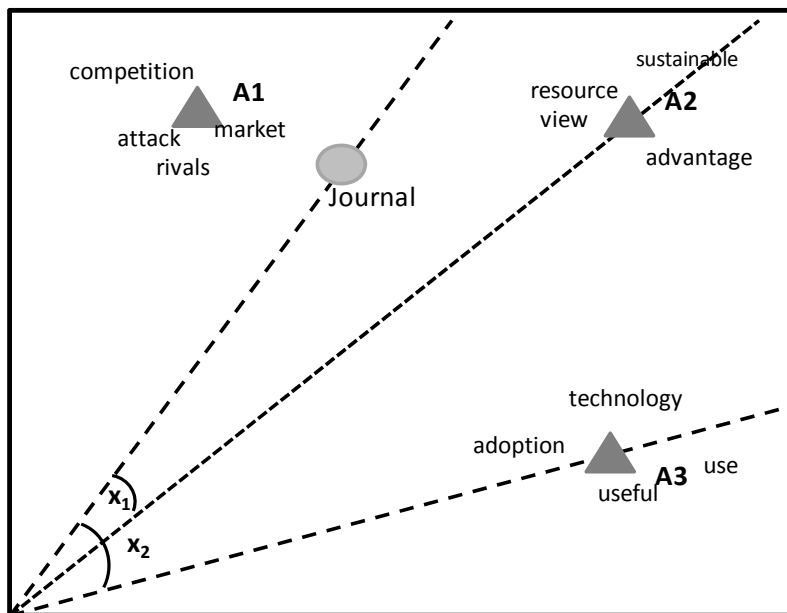 competition
A1
attack
market
rivals
Journal
sustainable
resource
view
A2
advantage
technology
adoption
A3
use
useful
x1
x2